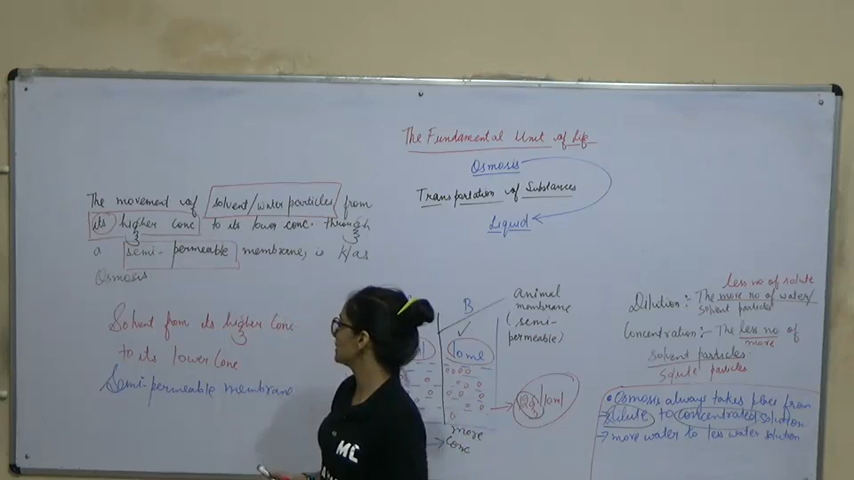 The Fundamental Unit of Life
Osmosis
Transportation of Substances
Liquid
The movement of solvent/water particles from
its higher conc to its lower conc. through
a semi-permeable membrane, is k/as
Osmosis
Solvent from its higher Conc
to its lower Conc
Semi-permeable membrane
B
10ml
animal
membrane
(semi-
permeable)
/10ml
more
Conc
less no of solute
Dilution:- The more no of water/
solvent particles
Concentration:- The less no of
more
solvent particles
solute particles
• Osmosis always takes place from
→ dilute to concentrated solution
→ more water to less water solution
MC